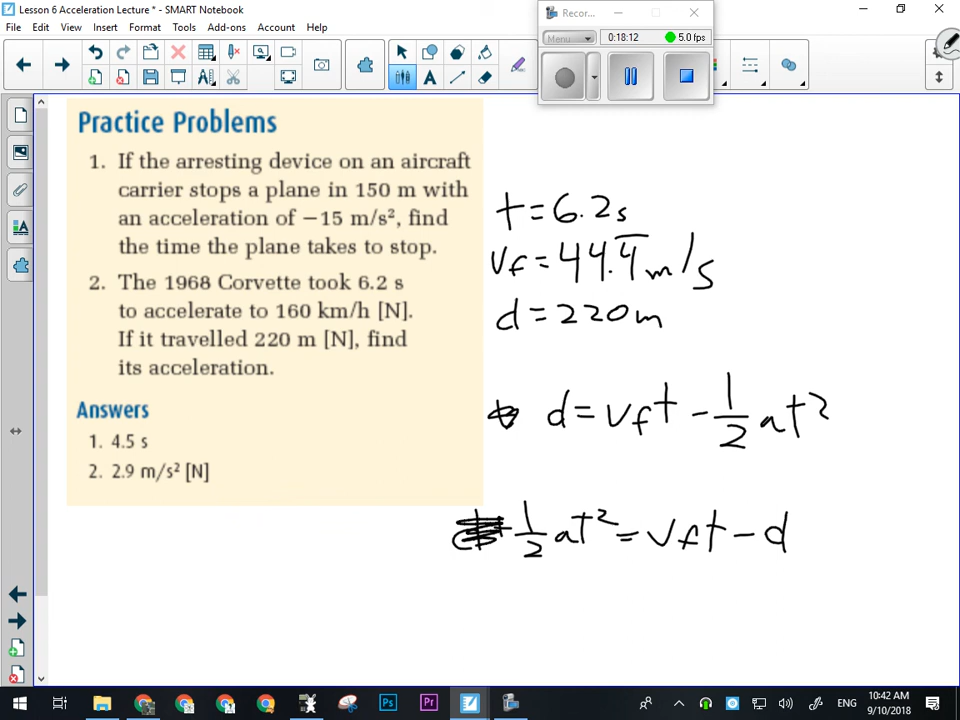 Lesson 6 Acceleration Lecture * - SMART Notebook
Recor...
File Edit View Insert Format Tools Add-ons Account Help
Menu 0:18:12 5.0 fps
Practice Problems
1. If the arresting device on an aircraft
carrier stops a plane in 150 m with
an acceleration of −15 m/s², find
the time the plane takes to stop.
2. The 1968 Corvette took 6.2 s
to accelerate to 160 km/h [N].
If it travelled 220 m [N], find
its acceleration.
Answers
1. 4.5 s
2. 2.9 m/s² [N]
t = 6.2s
vf = 44.4̅ m/s
d = 220m
d = vft - 1/2 at²
1/2 at² = vft - d
Ps
Pr
ENG
10:42 AM
9/10/2018